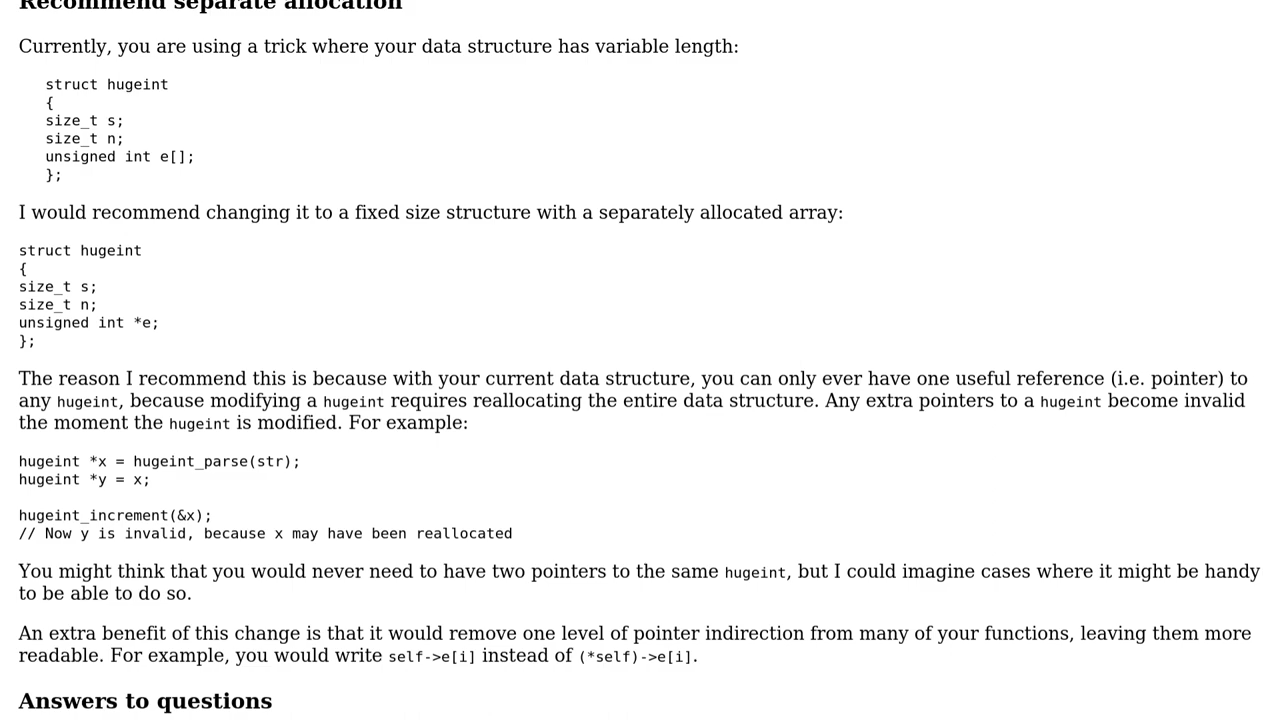 Recommend separate allocation
Currently, you are using a trick where your data structure has variable length:
struct hugeint
{
size_t s;
size_t n;
unsigned int e[];
};
I would recommend changing it to a fixed size structure with a separately allocated array:
struct hugeint
{
size_t s;
size_t n;
unsigned int *e;
};
The reason I recommend this is because with your current data structure, you can only ever have one useful reference (i.e. pointer) to
any hugeint, because modifying a hugeint requires reallocating the entire data structure. Any extra pointers to a hugeint become invalid
the moment the hugeint is modified. For example:
hugeint *x = hugeint_parse(str);
hugeint *y = x;
hugeint_increment(&x);
// Now y is invalid, because x may have been reallocated
You might think that you would never need to have two pointers to the same hugeint, but I could imagine cases where it might be handy
to be able to do so.
An extra benefit of this change is that it would remove one level of pointer indirection from many of your functions, leaving them more
readable. For example, you would write self->e[i] instead of (*self)->e[i].
Answers to questions